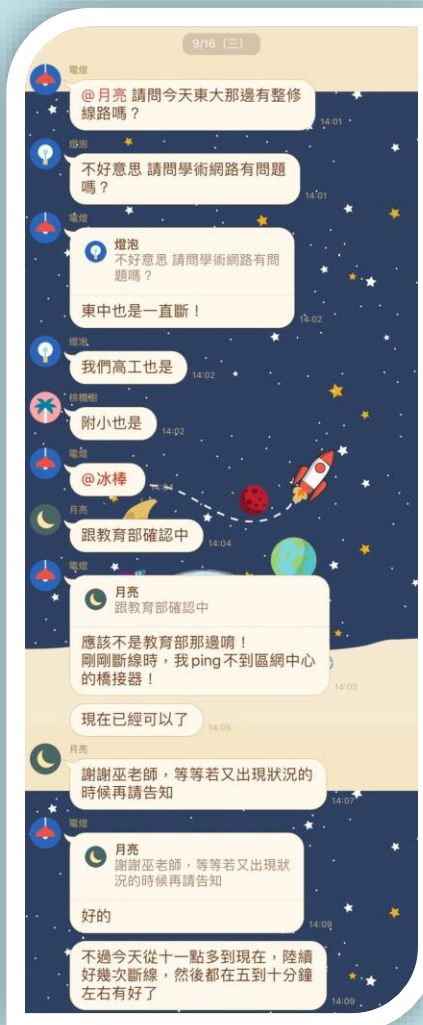 9/16（三）
電燈
@月亮 請問今天東大那邊有整修
線路嗎？
14:01
燈泡
不好意思 請問學術網路有問題
嗎？
14:01
電燈
燈泡
不好意思 請問學術網路有問
題嗎？
東中也是一直斷！
14:02
燈泡
我們高工也是
14:02
棕櫚樹
附小也是
14:02
電燈
@冰棒
14:04
月亮
跟教育部確認中
14:04
電燈
月亮
跟教育部確認中
應該不是教育部那邊唷！
剛剛斷線時，我ping不到區網中心
的橋接器！
14:05
現在已經可以了
14:05
月亮
謝謝巫老師，等等若又出現狀況的
時候再請告知
14:07
電燈
月亮
謝謝巫老師，等等若又出現狀
況的時候再請告知
好的
14:09
不過今天從十一點多到現在，陸續
好幾次斷線，然後都在五到十分鐘
左右有好了
14:09